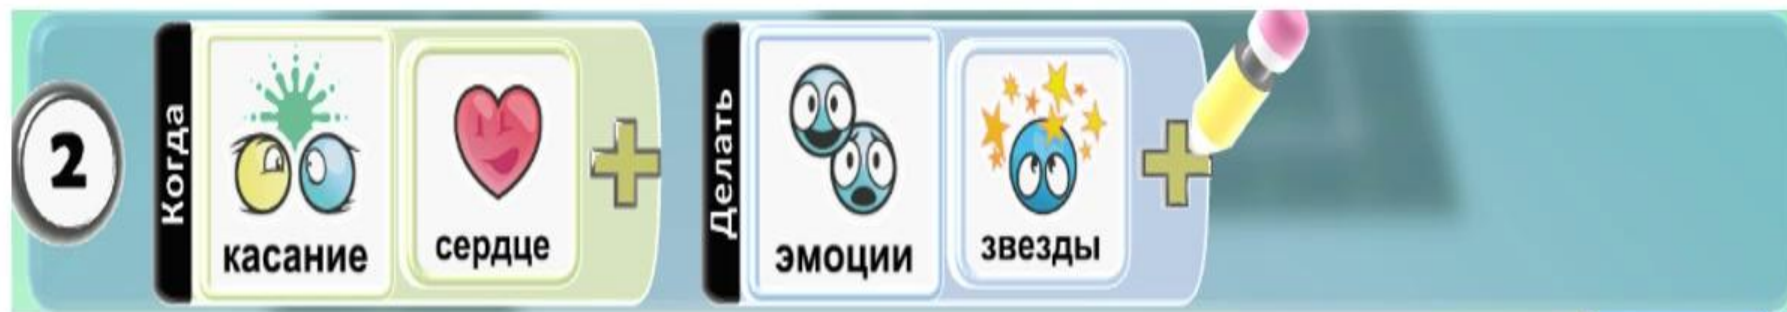 2
Когда
касание
сердце
Делать
эмоции
звезды